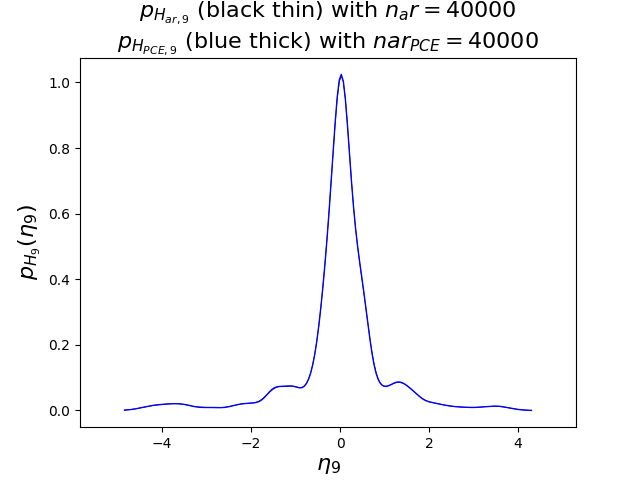 p_{H_{ar,9}} (black thin) with n_ar = 40000
p_{H_{PCE,9}} (blue thick) with nar_{PCE} = 40000
1.0
0.8
0.6
0.4
0.2
0.0
p_{H_9}(η_9)
−4 −2 0 2 4
η_9